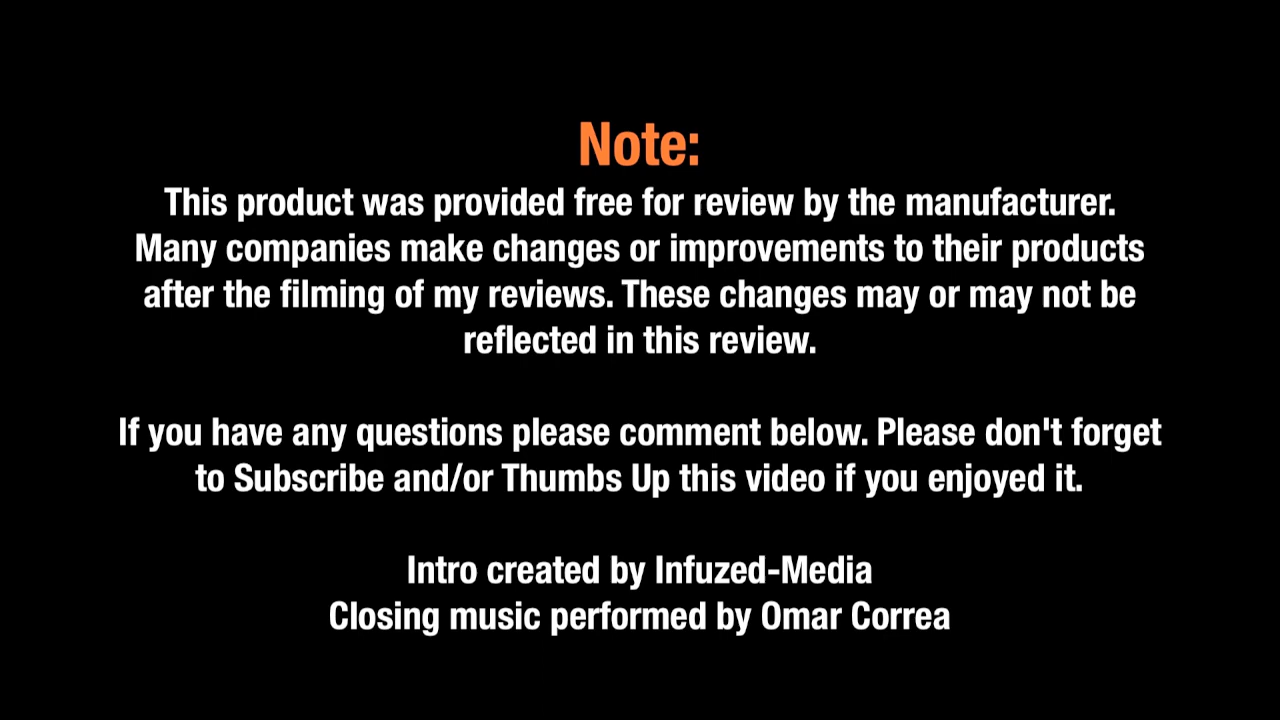 Note:
This product was provided free for review by the manufacturer.
Many companies make changes or improvements to their products
after the filming of my reviews. These changes may or may not be
reflected in this review.
If you have any questions please comment below. Please don't forget
to Subscribe and/or Thumbs Up this video if you enjoyed it.
Intro created by Infuzed-Media
Closing music performed by Omar Correa